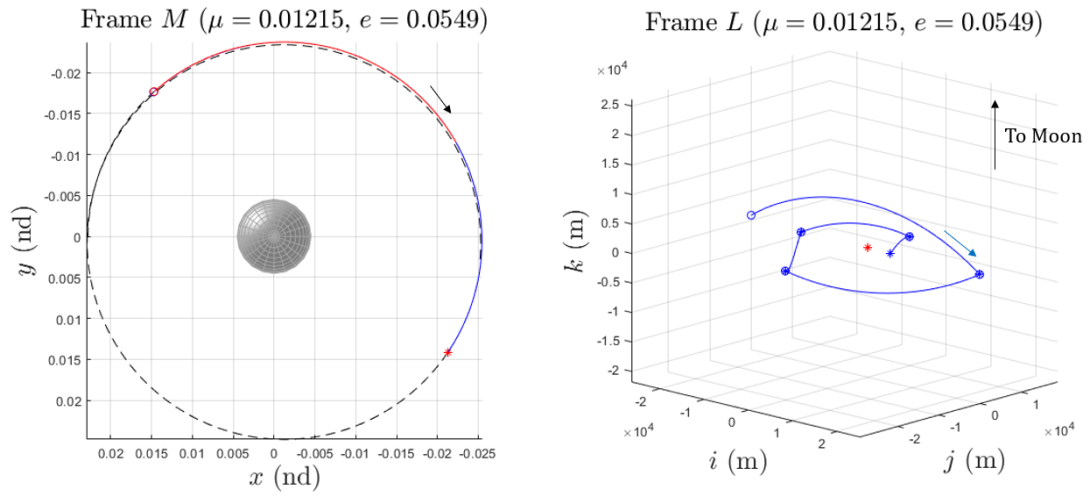 Frame M (μ = 0.01215, e = 0.0549)
-0.02
-0.015
-0.01
-0.005
0
0.005
0.01
0.015
0.02
y (nd)
0.02 0.015 0.01 0.005 0 -0.005 -0.01 -0.015 -0.02 -0.025
x (nd)
Frame L (μ = 0.01215, e = 0.0549)
×10⁴
2.5
2
1.5
1
0.5
0
-0.5
-1
-1.5
-2
k (m)
To Moon
-2 -1 0 1 2
×10⁴
i (m)
-2 -1 0 1
×10⁴
j (m)